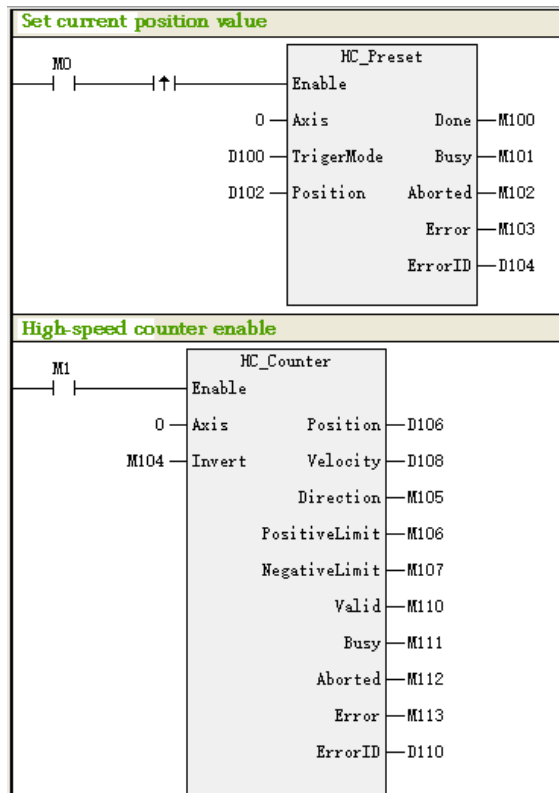 Set current position value
M0
HC_Preset
Enable
0 Axis Done M100
D100 TrigerMode Busy M101
D102 Position Aborted M102
Error M103
ErrorID D104
High-speed counter enable
M1
HC_Counter
Enable
0 Axis Position D106
M104 Invert Velocity D108
Direction M105
PositiveLimit M106
NegativeLimit M107
Valid M110
Busy M111
Aborted M112
Error M113
ErrorID D110